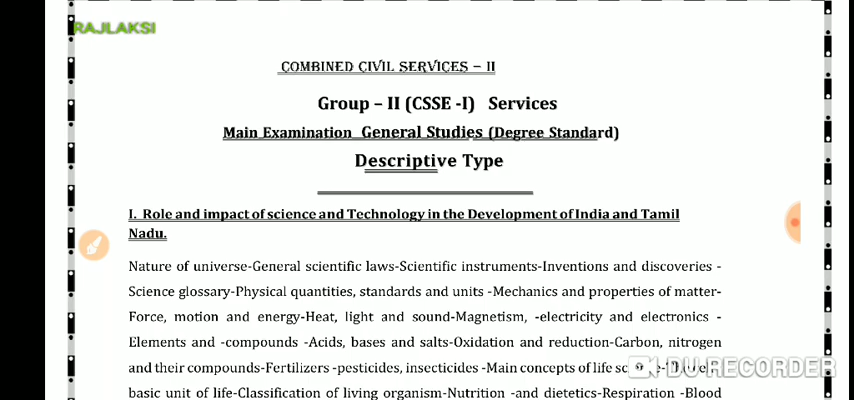 RAJLAKSI
COMBINED CIVIL SERVICES – II
Group – II (CSSE -I) Services
Main Examination General Studies (Degree Standard)
Descriptive Type
I. Role and impact of science and Technology in the Development of India and Tamil
Nadu.
Nature of universe-General scientific laws-Scientific instruments-Inventions and discoveries -
Science glossary-Physical quantities, standards and units -Mechanics and properties of matter-
Force, motion and energy-Heat, light and sound-Magnetism, -electricity and electronics -
Elements and -compounds -Acids, bases and salts-Oxidation and reduction-Carbon, nitrogen
and their compounds-Fertilizers -pesticides, insecticides -Main concepts of life
DU RECORDER
basic unit of life-Classification of living organism-Nutrition -and dietetics-Respiration -Blood